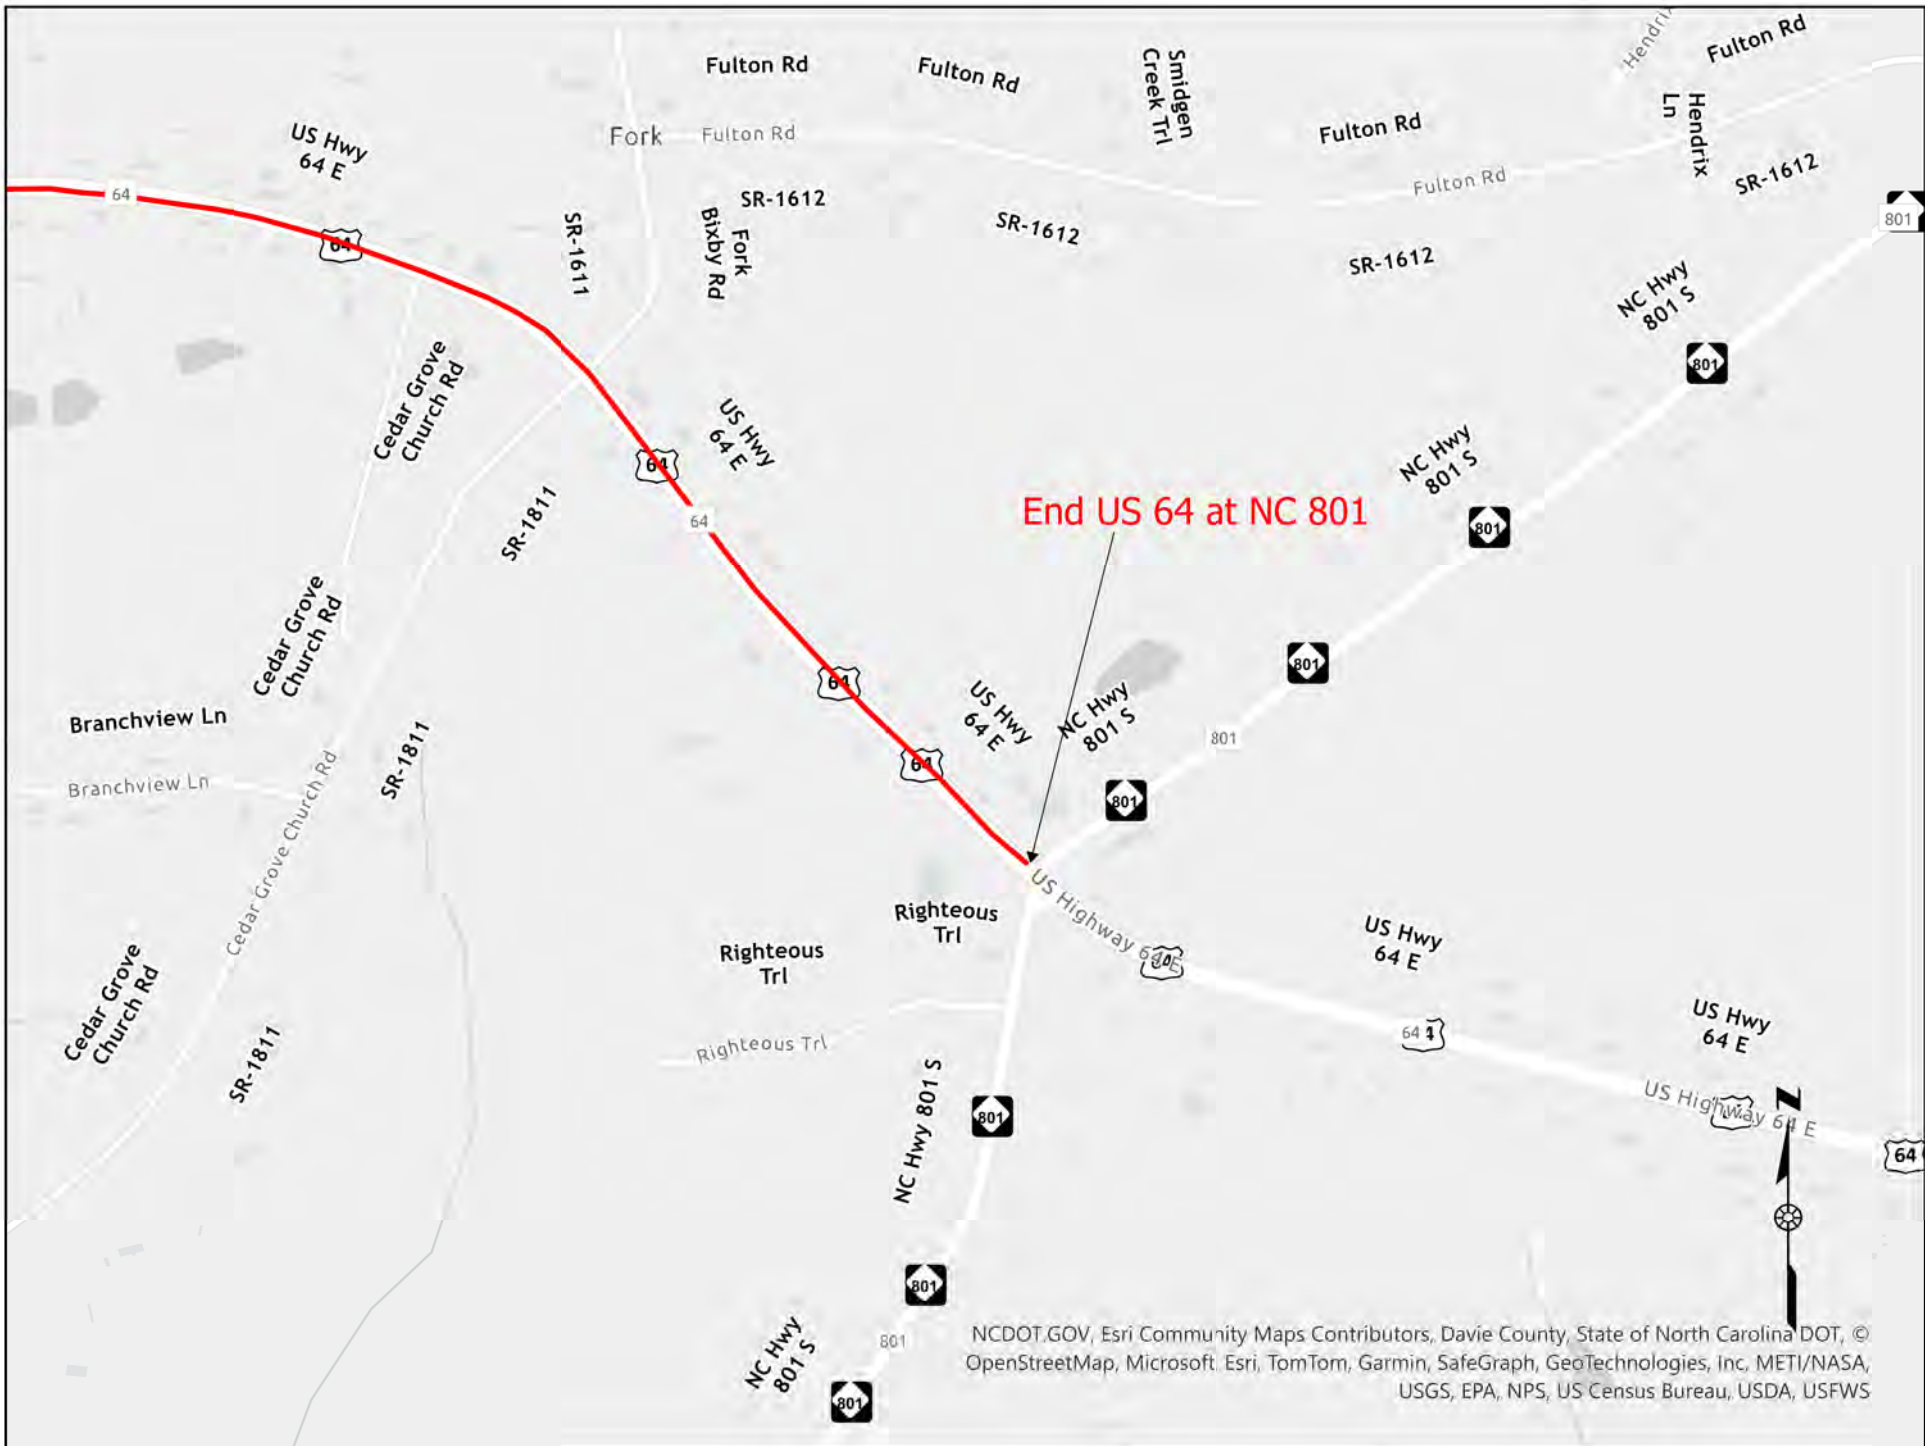 Fulton Rd
Fulton Rd
Smidgen
Creek Trl
Fulton Rd
Hendrix
Fulton Rd
Hendrix
Ln
US Hwy
64 E
Fork
Fulton Rd
Fulton Rd
SR-1612
64
SR-1612
SR-1612
SR-1612
801
64
SR-1611
Fork
Bixby Rd
NC Hwy
801 S
801
Cedar Grove
Church Rd
US Hwy
64 E
64
NC Hwy
801 S
801
64
SR-1811
End US 64 at NC 801
Cedar Grove
Church Rd
801
64
US Hwy
64 E
NC Hwy
801 S
801
Branchview Ln
SR-1811
64
Branchview Ln
801
Cedar Grove Church Rd
US Highway 64 E
Righteous
Trl
Righteous
Trl
US Hwy
64 E
Cedar Grove
Church Rd
SR-1811
Righteous Trl
64
US Hwy
64 E
NC Hwy 801 S
801
US Highway 64 E
N
64
801
NC Hwy
801 S
801
801
NCDOT.GOV, Esri Community Maps Contributors, Davie County, State of North Carolina DOT, ©
OpenStreetMap, Microsoft, Esri, TomTom, Garmin, SafeGraph, GeoTechnologies, Inc, METI/NASA,
USGS, EPA, NPS, US Census Bureau, USDA, USFWS